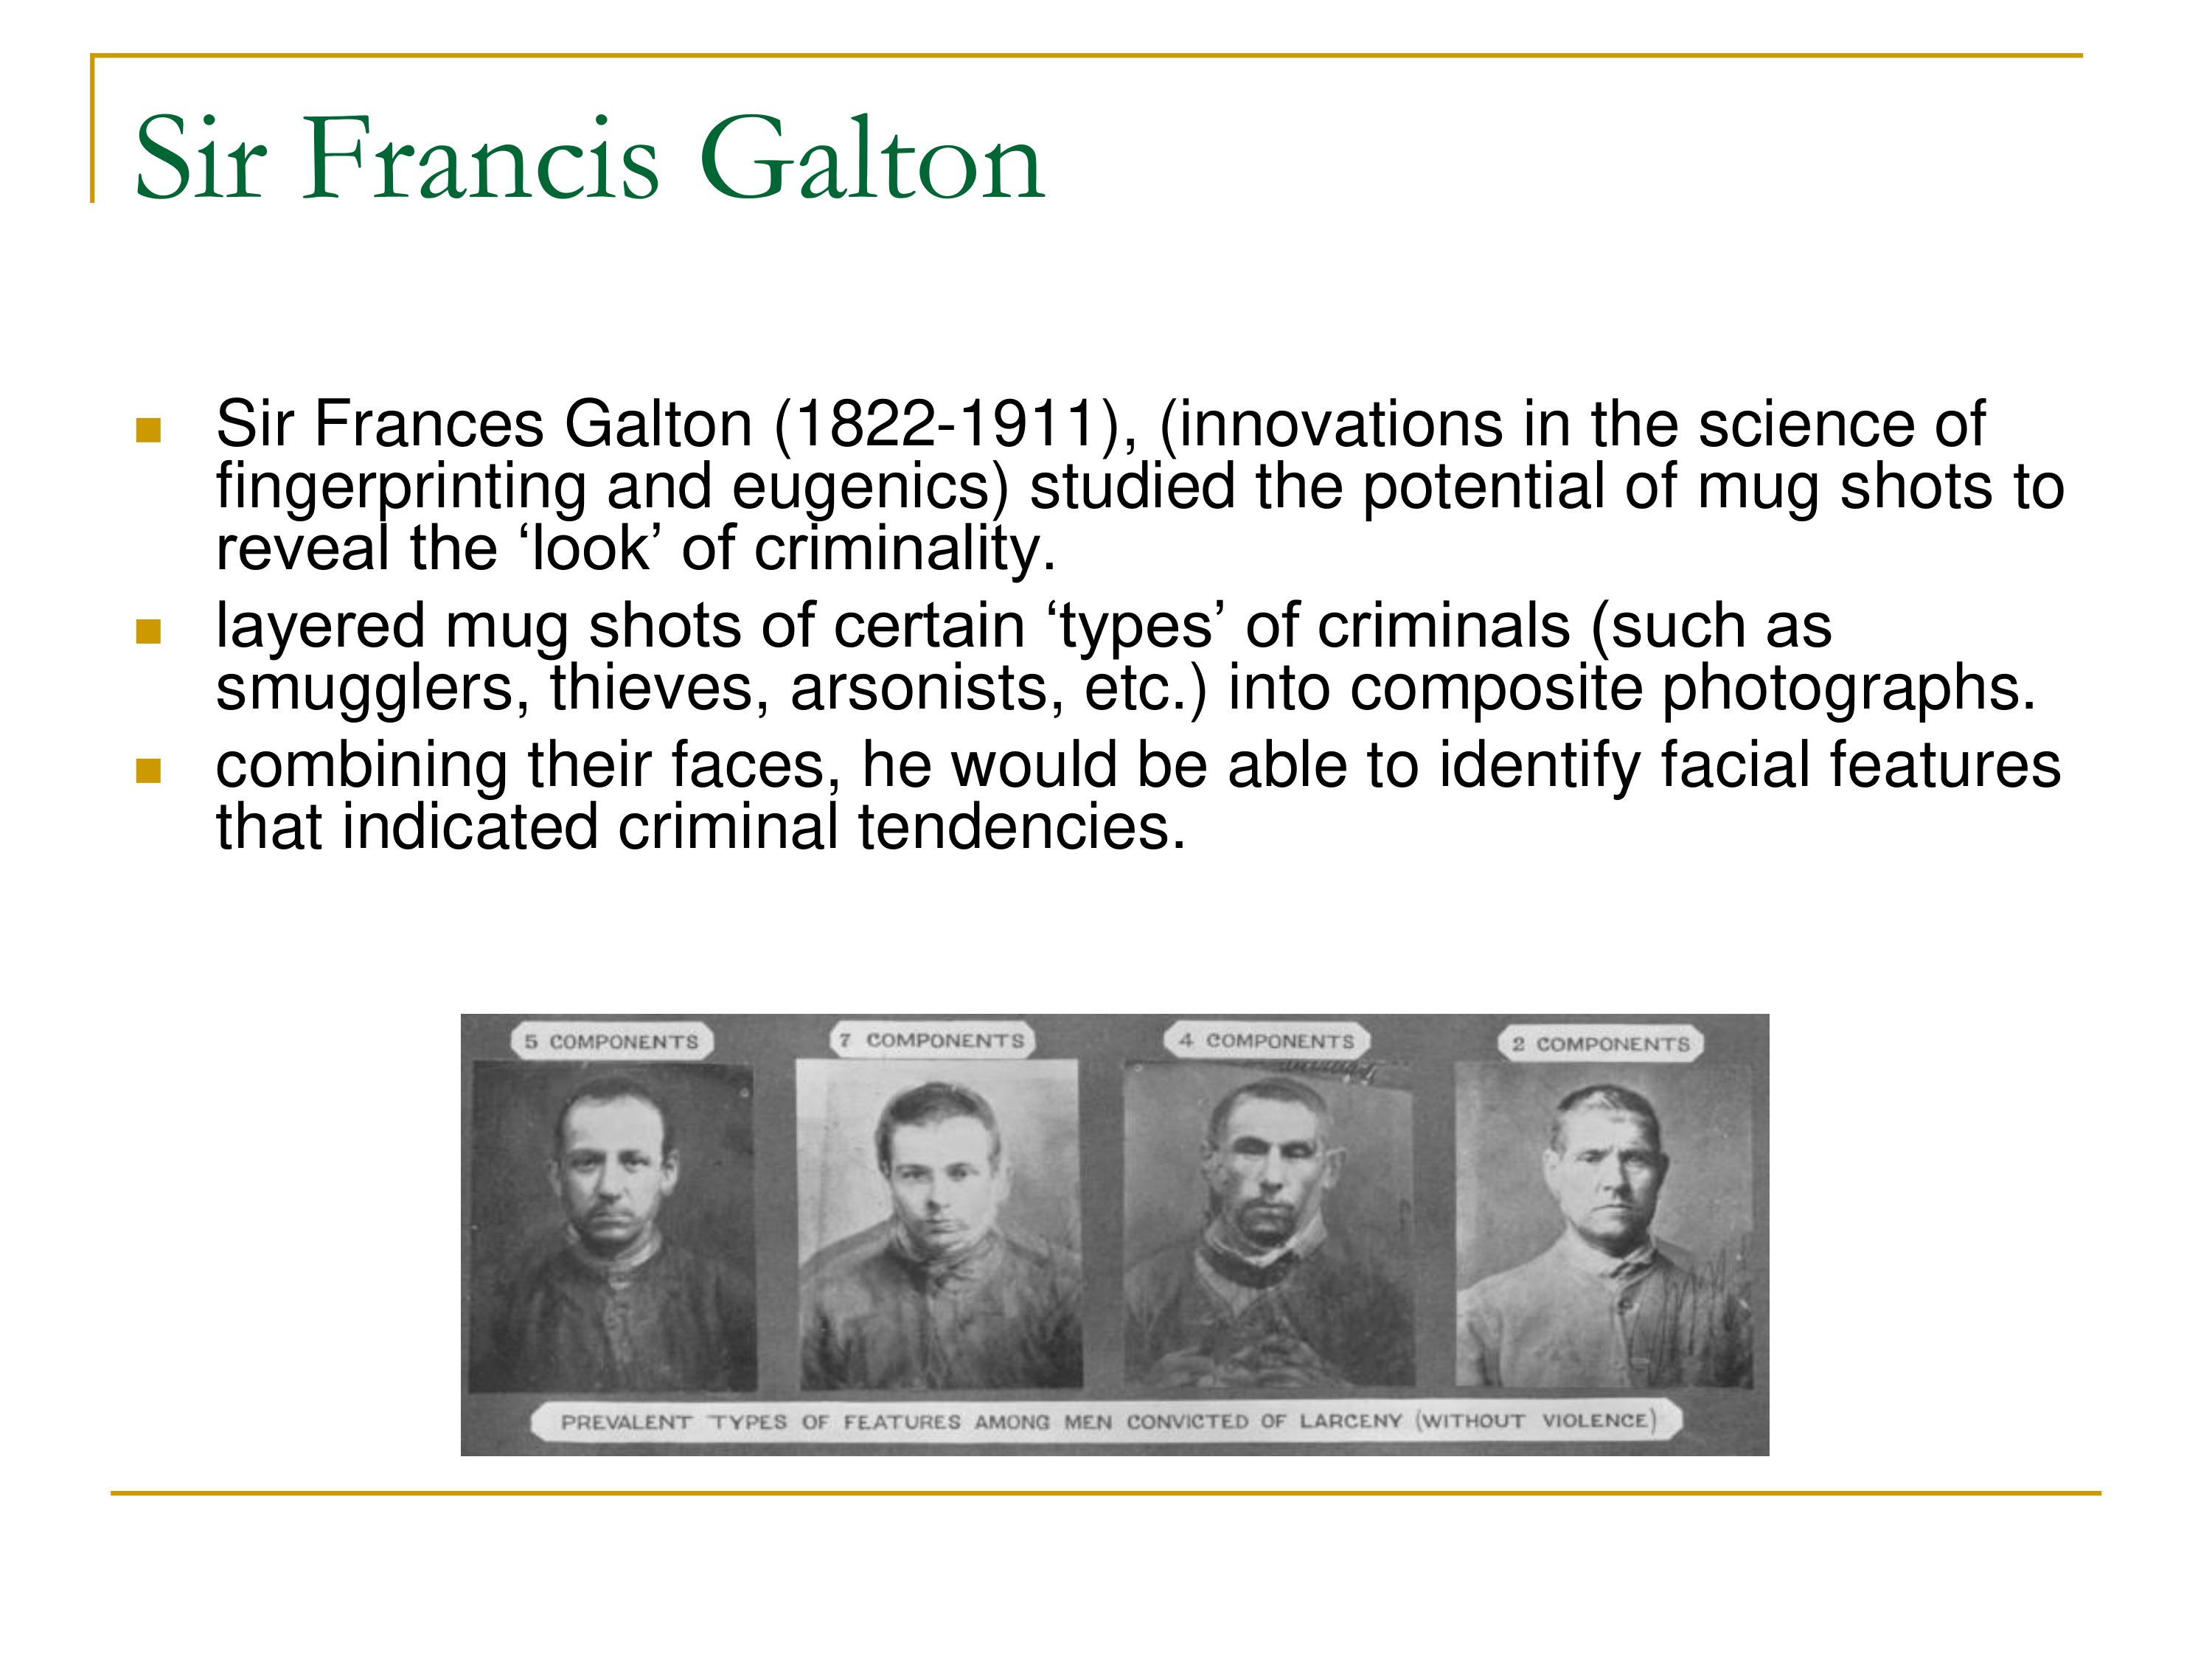 Sir Francis Galton
Sir Frances Galton (1822-1911), (innovations in the science of
fingerprinting and eugenics) studied the potential of mug shots to
reveal the ‘look’ of criminality.
layered mug shots of certain ‘types’ of criminals (such as
smugglers, thieves, arsonists, etc.) into composite photographs.
combining their faces, he would be able to identify facial features
that indicated criminal tendencies.
5 COMPONENTS
7 COMPONENTS
4 COMPONENTS
2 COMPONENTS
PREVALENT TYPES OF FEATURES AMONG MEN CONVICTED OF LARCENY (WITHOUT VIOLENCE)